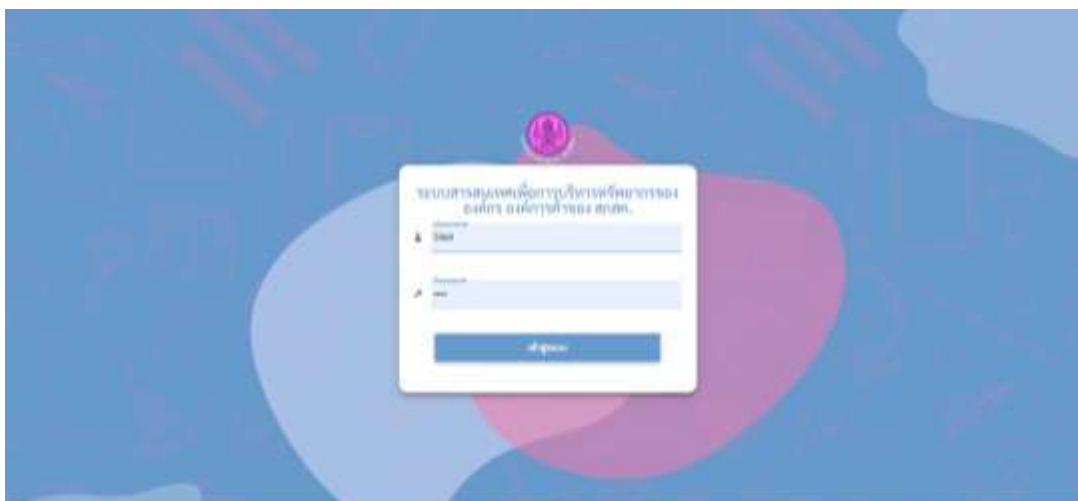 ระบบสารสนเทศเพื่อการบริหารทรัพยากรของ
องค์กร องค์การค้าของ สกสค.
Username
Password
••••
เข้าสู่ระบบ